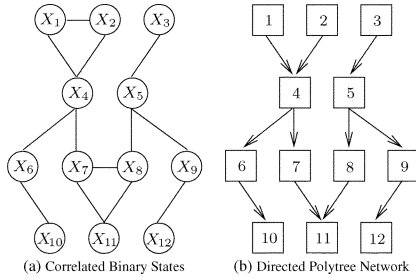 X₁ X₂ X₃
X₄ X₅
X₆ X₇ X₈ X₉
X₁₀ X₁₁ X₁₂
(a) Correlated Binary States
1 2 3
4 5
6 7 8 9
10 11 12
(b) Directed Polytree Network